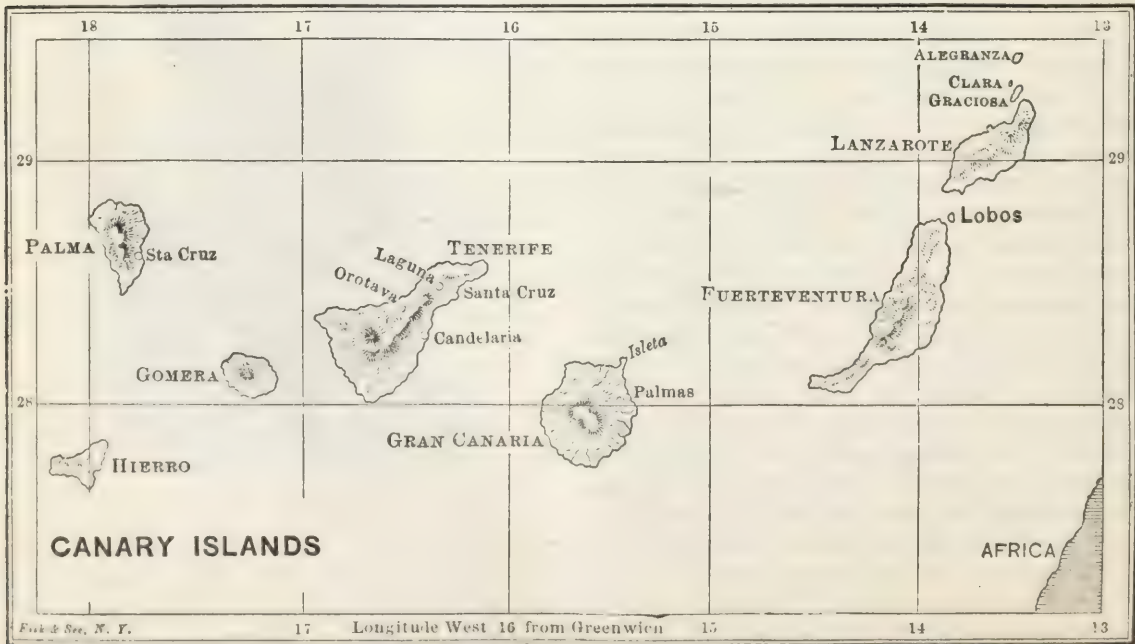 18 17 16 15 14 13
ALEGRANZA
CLARA
GRACIOSA
LANZAROTE
29 29
Lobos
PALMA
Sta Cruz
TENERIFE
Laguna
Orotava
Santa Cruz
FUERTEVENTURA
Candelaria
Isleta
GOMERA
Palmas
28 28
GRAN CANARIA
HIERRO
CANARY ISLANDS
AFRICA
Fisk & See, N. Y. 17 Longitude West 16 from Greenwich 15 14 13